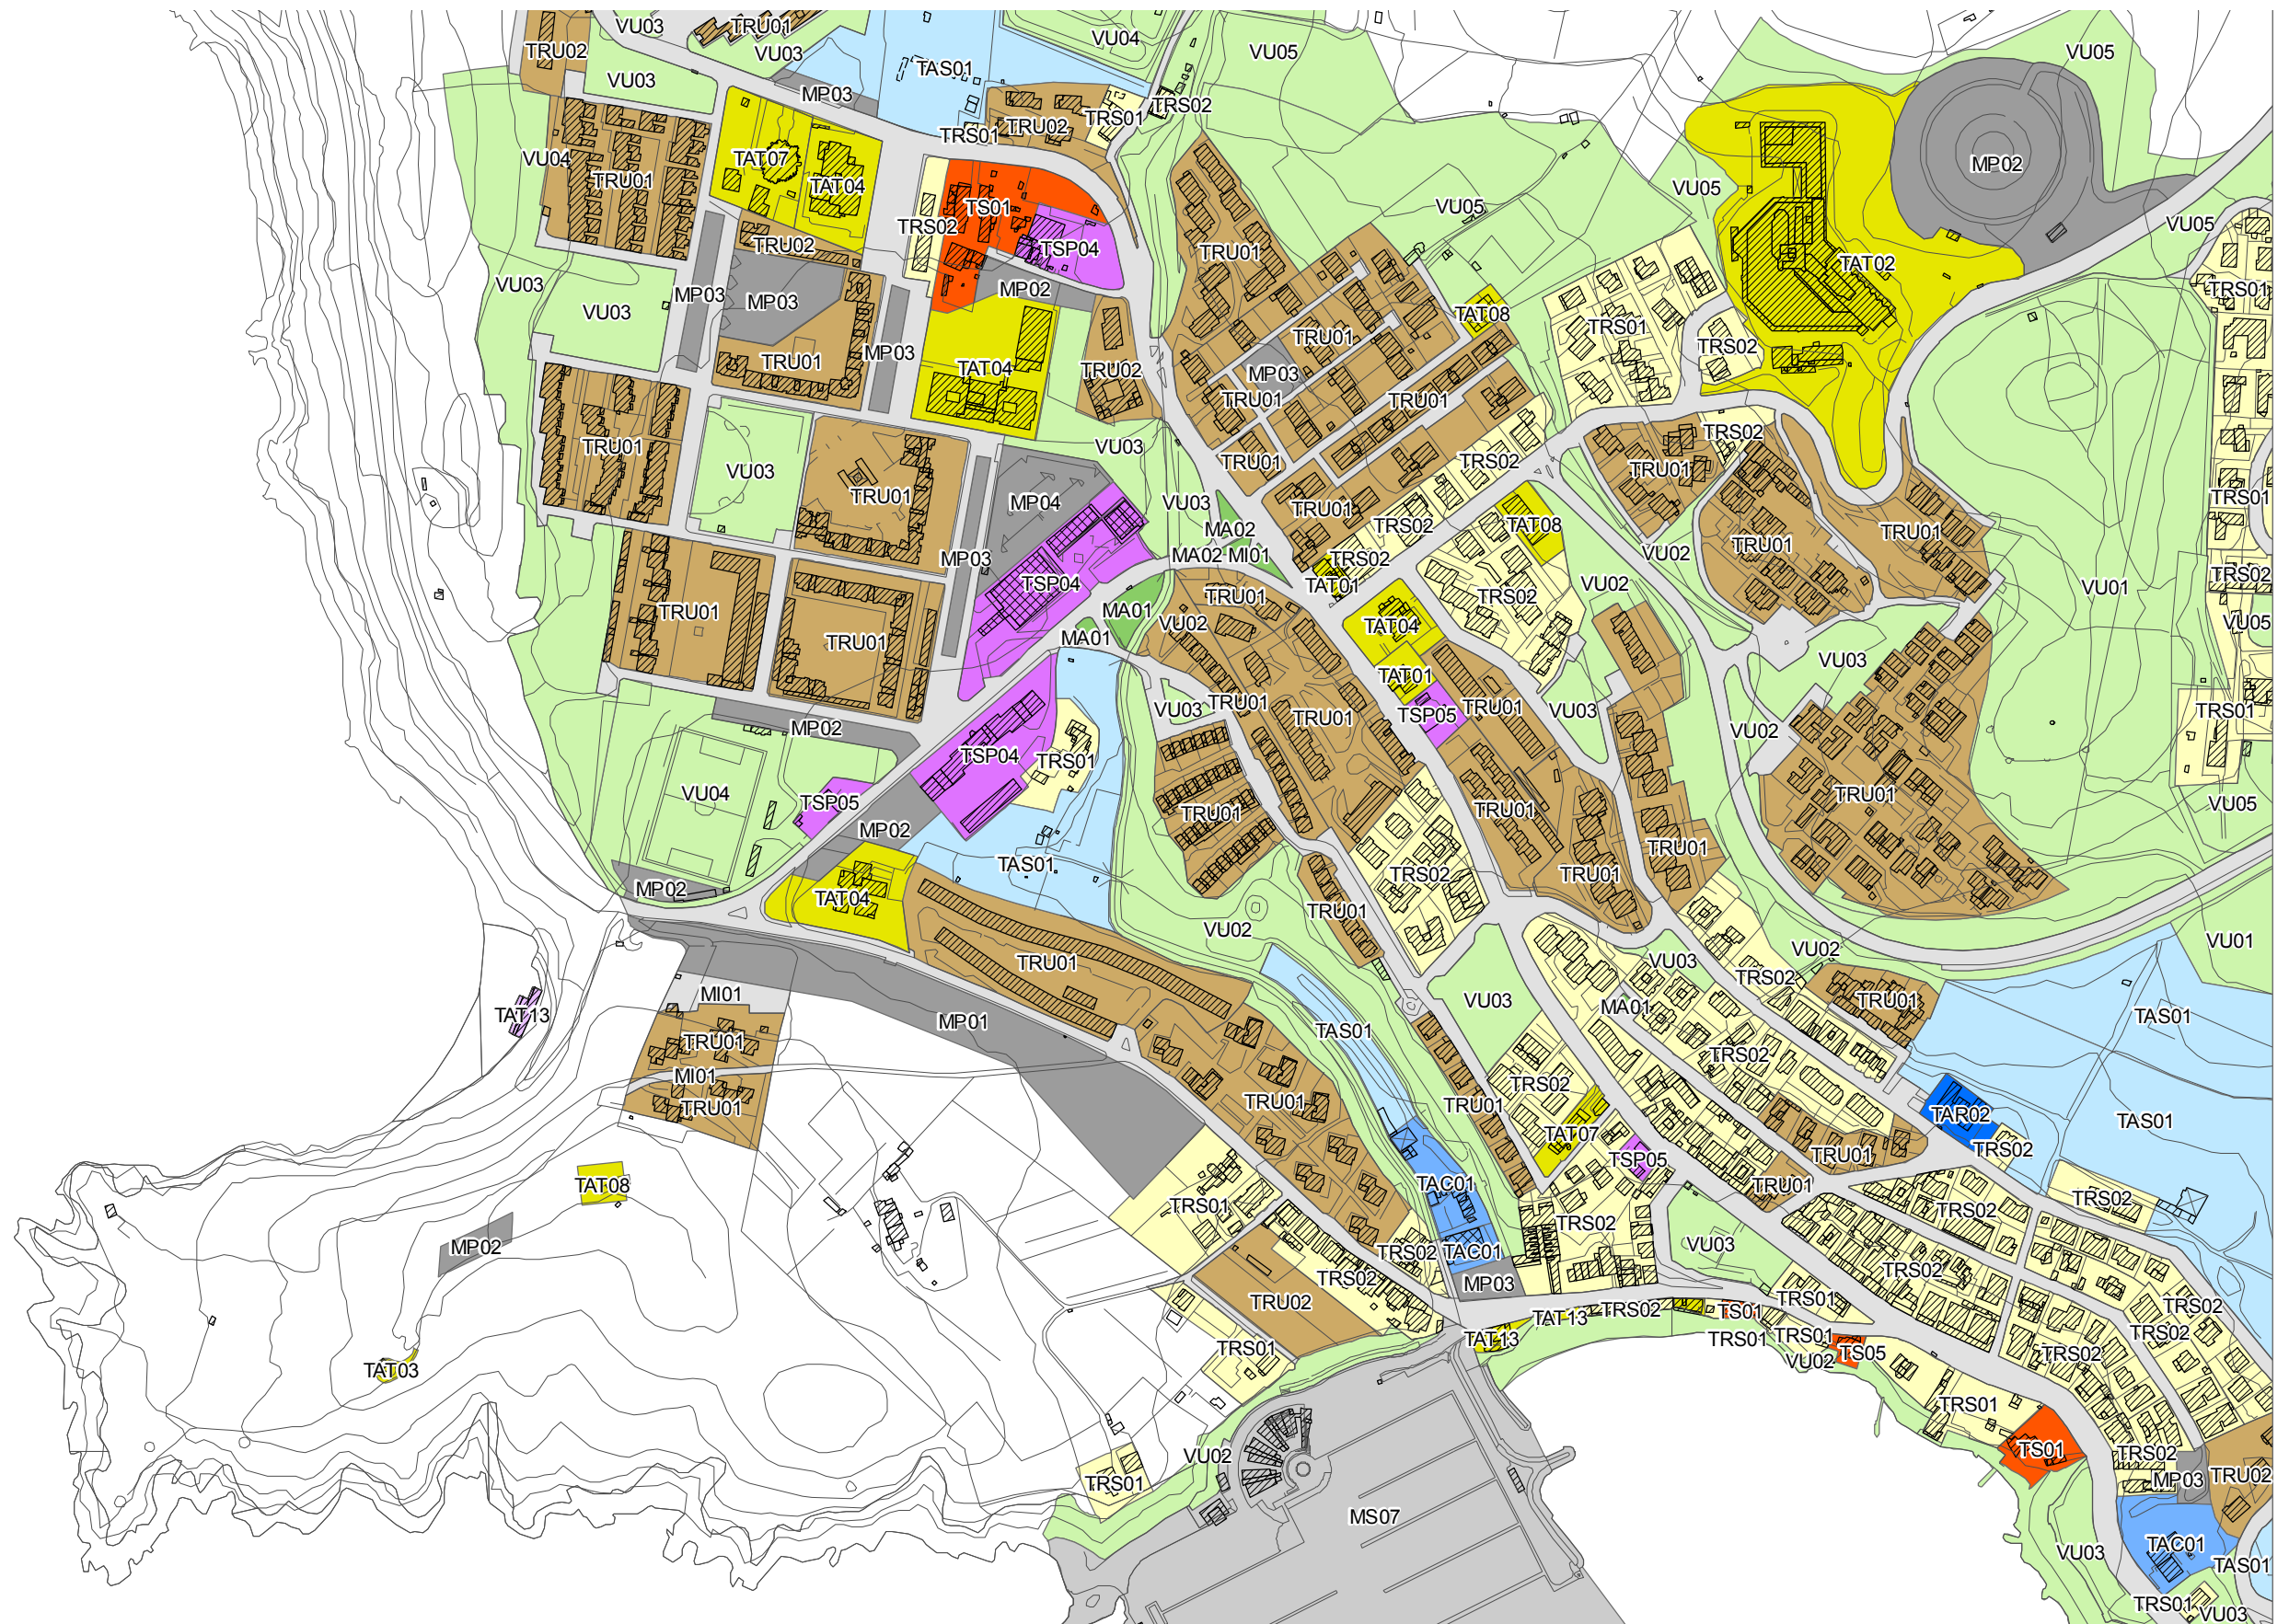 VU03
TRU01
VU04
VU05
VU05
TRU02
VU03
TAS01
VU03
MP03
TRS02
TRS01
TRU02
TRS01
MP02
VU04
TRU01
TAT07
TAT04
VU05
VU05
TS01
TRS02
TRU02
TSP04
TRU01
VU05
TAT02
VU03
MP03
MP03
MP02
TRS01
VU03
TAT08
TRS01
TRU01
TRS02
MP03
TRU01
TAT04
TRU02
MP03
TRU01
TRU01
TRU01
VU03
TRS02
VU03
TRU01
TRS02
TRU01
TRU01
MP04
VU03
TRU01
TRS01
MA02
TRS02
TAT08
TRU01
TRU01
MP03
MA02
MI01
TRS02
VU02
TSP04
TAT01
TRS02
VU02
VU01
TRS02
TRU01
MA01
TRU01
VU02
TAT04
VU05
TRU01
MA01
VU03
TAT01
TRU01
VU03
TRU01
TSP05
TRU01
VU03
TRS01
MP02
VU02
TSP04
TRS01
VU04
TSP05
TRU01
TRU01
TRU01
VU05
MP02
TAS01
TRS02
TRU01
TRU01
MP02
TAT04
TRU01
VU02
VU02
VU01
TRU01
VU03
TRS02
MI01
VU03
MA01
TRU01
TAT13
MP01
TAS01
TAS01
TRU01
TRS02
MI01
TRS02
TRU01
TRU01
TRU01
TAR02
TAS01
TAT07
TRS02
TSP05
TRU01
TAT08
TAC01
TRU01
TRS01
TRS02
TRS02
TRS02
MP02
TRS02
TAC01
VU03
TRS02
TRS02
MP03
TRU02
TRS01
TRS02
TAT13
TRS02
TS01
TAT13
TRS01
TRS01
TRS02
TRS01
VU02
TS05
TRS02
TAT03
TRS01
TS01
TRS02
VU02
TRS01
MP03
TRU02
MS07
TAC01
VU03
TAS01
TRS01
VU03